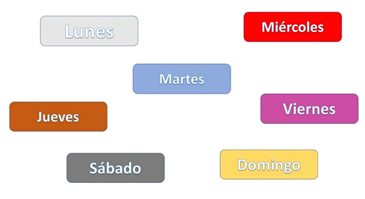 Lunes
Miércoles
Martes
Jueves
Viernes
Sábado
Domingo